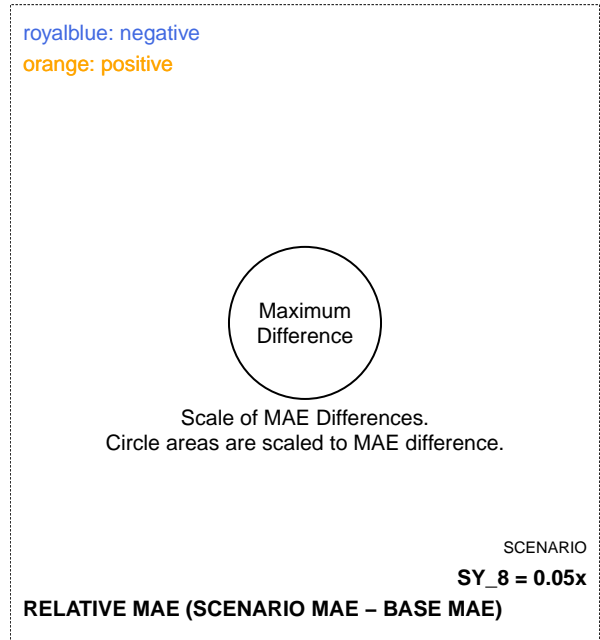 royalblue: negative
orange: positive
Maximum
Difference
Scale of MAE Differences.
Circle areas are scaled to MAE difference.
SCENARIO
SY_8 = 0.05x
RELATIVE MAE (SCENARIO MAE − BASE MAE)